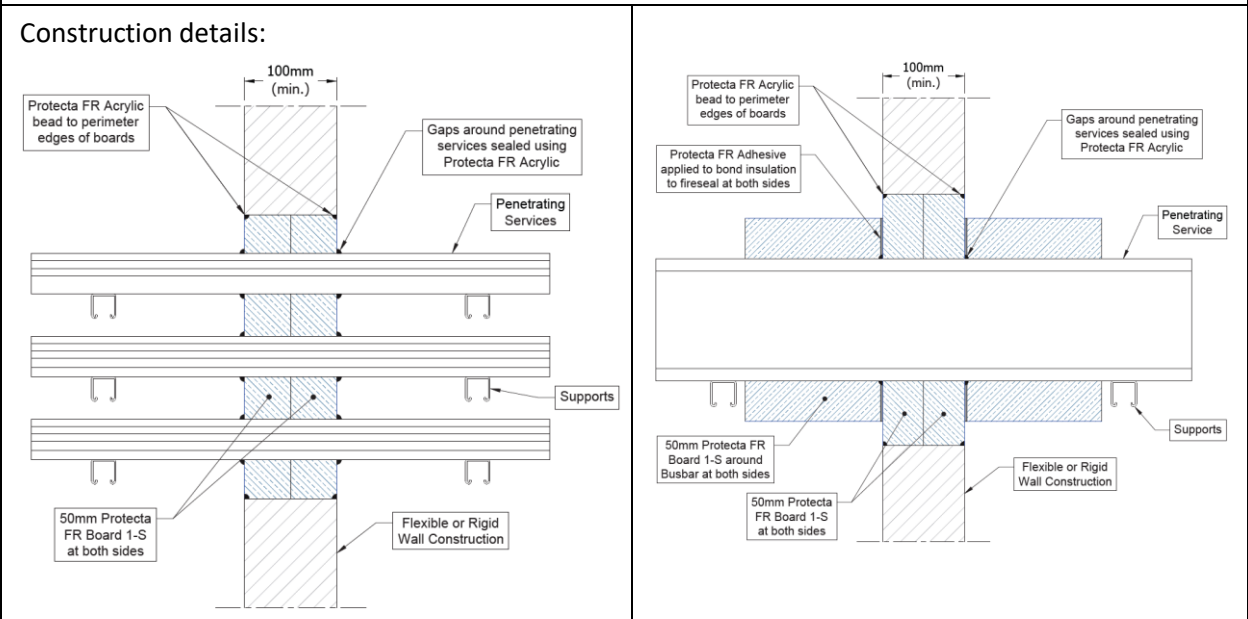 Construction details:
100mm
(min.)
Protecta FR Acrylic
bead to perimeter
edges of boards
Gaps around penetrating
services sealed using
Protecta FR Acrylic
Penetrating
Services
Supports
50mm Protecta
FR Board 1-S
at both sides
Flexible or Rigid
Wall Construction
100mm
(min.)
Protecta FR Acrylic
bead to perimeter
edges of boards
Gaps around penetrating
services sealed using
Protecta FR Acrylic
Protecta FR Adhesive
applied to bond insulation
to fireseal at both sides
Penetrating
Service
Supports
50mm Protecta FR
Board 1-S around
Busbar at both sides
Flexible or Rigid
Wall Construction
50mm Protecta
FR Board 1-S
at both sides